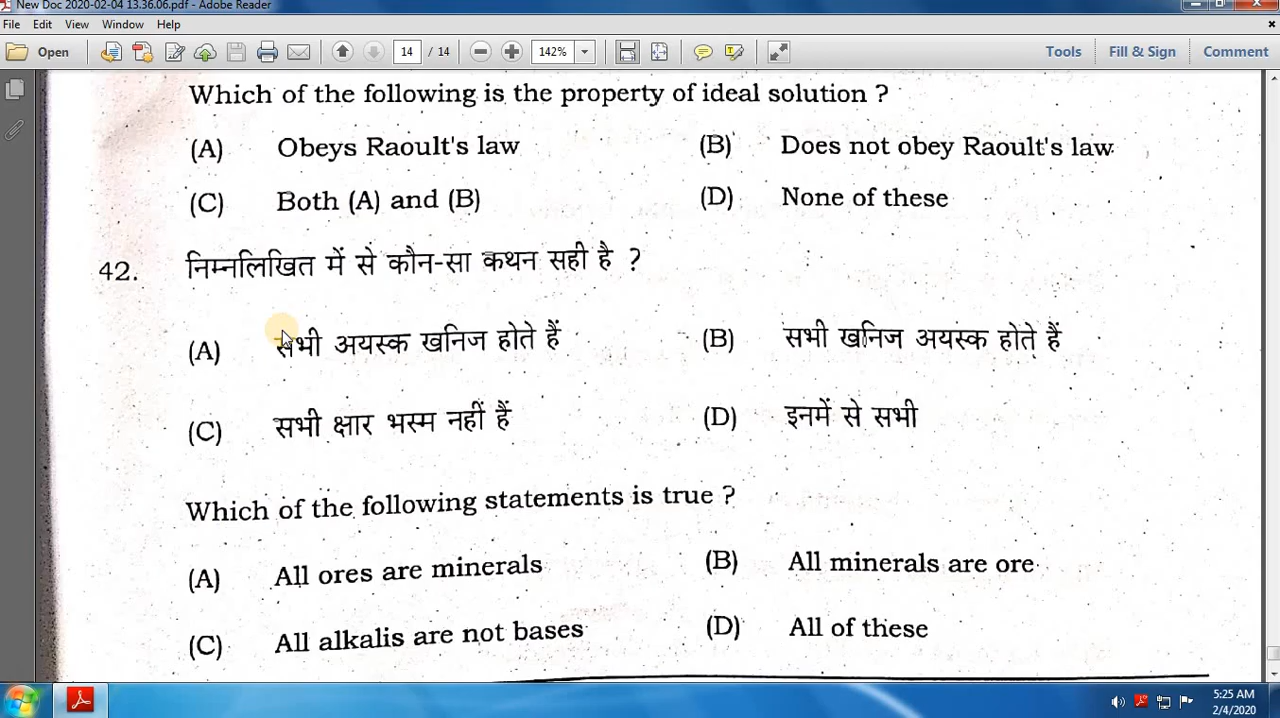 New Doc 2020-02-04 13.36.06.pdf - Adobe Reader
File Edit View Window Help
Open 14 / 14 142% Tools Fill & Sign Comment
Which of the following is the property of ideal solution ?
(A) Obeys Raoult's law (B) Does not obey Raoult's law
(C) Both (A) and (B) (D) None of these
42. निम्नलिखित में से कौन-सा कथन सही है ?
(A) सभी अयस्क खनिज होते हैं (B) सभी खनिज अयस्क होते हैं
(C) सभी क्षार भस्म नहीं हैं (D) इनमें से सभी
Which of the following statements is true ?
(A) All ores are minerals (B) All minerals are ore
(C) All alkalis are not bases (D) All of these
5:25 AM
2/4/2020